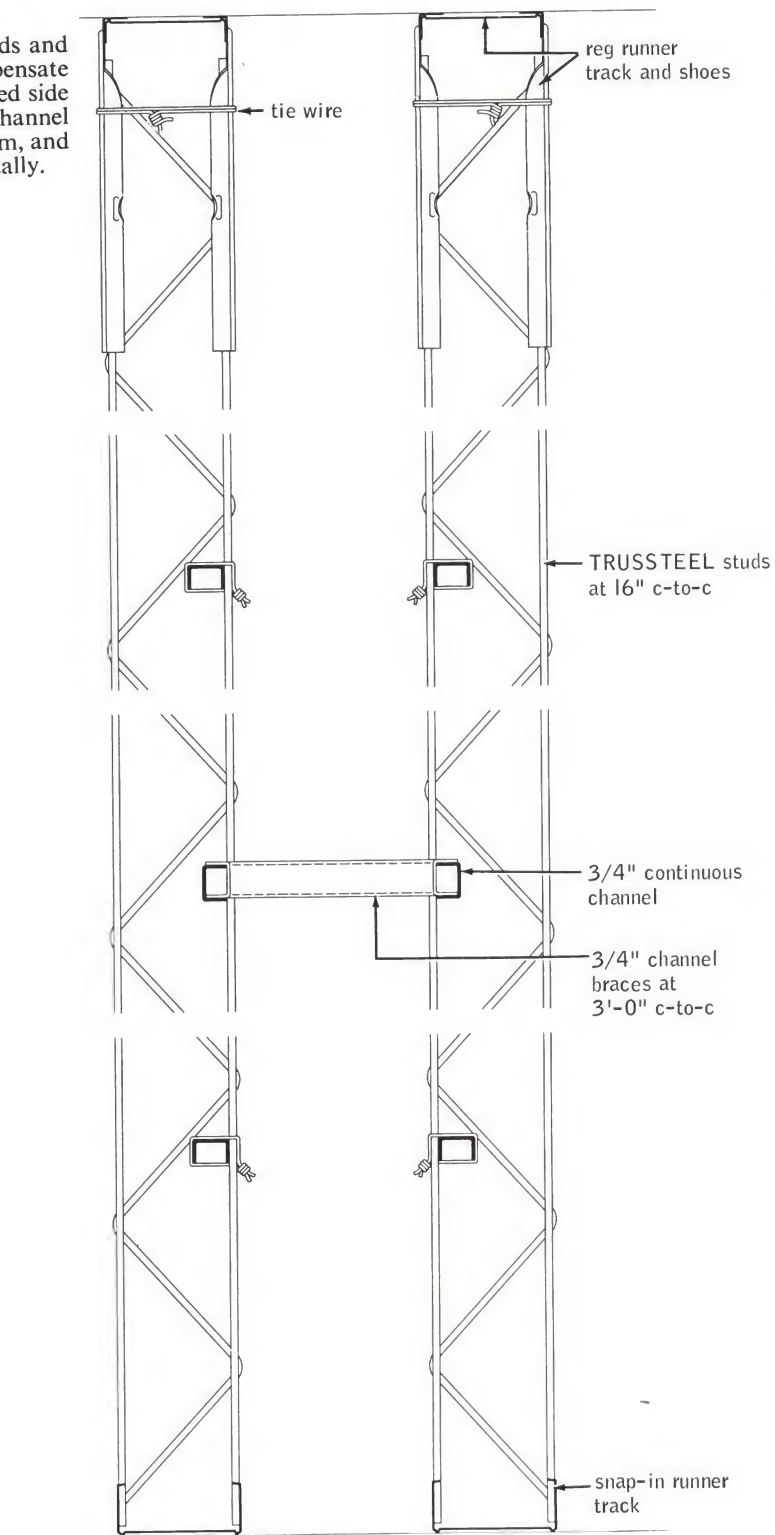 ds and
pensate
ed side
hannel
m, and
ally.
reg runner
track and shoes
tie wire
TRUSSTEEL studs
at 16" c-to-c
3/4" continuous
channel
3/4" channel
braces at
3'-0" c-to-c
snap-in runner
track